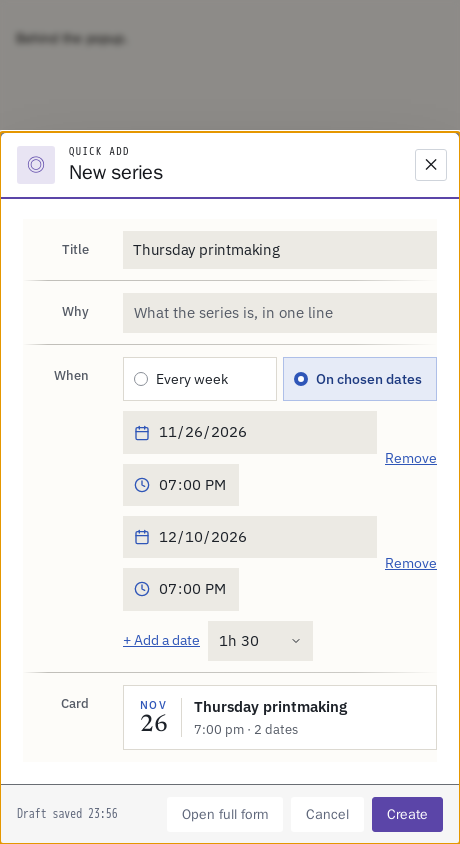 Behind the popup.
QUICK ADD
New series
Title
Thursday printmaking
Why
What the series is, in one line
When
Every week
On chosen dates
11/26/2026
Remove
07:00 PM
12/10/2026
Remove
07:00 PM
+ Add a date
1h 30
Card
NOV
26
Thursday printmaking
7:00 pm · 2 dates
Draft saved 23:56
Open full form
Cancel
Create